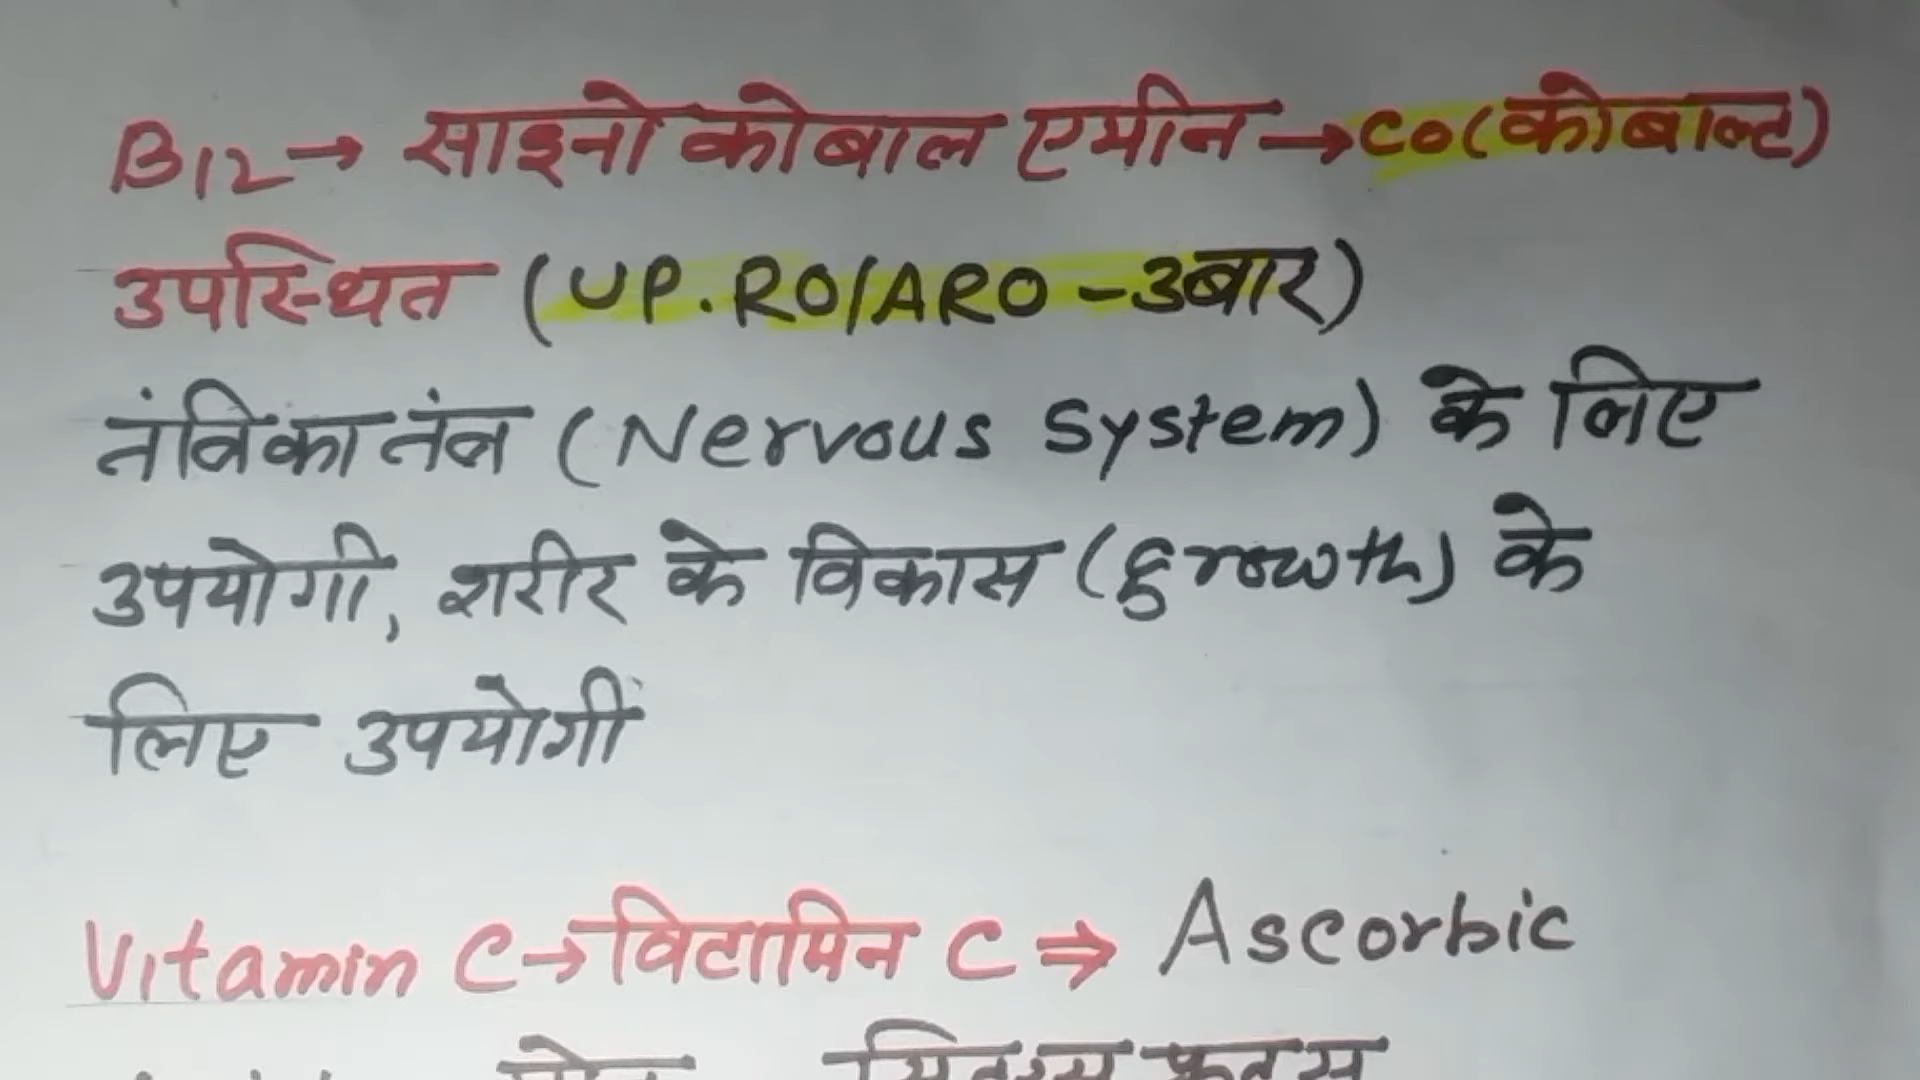 B12→ साइनो कोबाल एमीन →Co(कोबाल्ट)
उपस्थित (UP.RO/ARO -3बार)
तंत्रिका तंत्र (Nervous System) के लिए
उपयोगी, शरीर के विकास (Growth) के
लिए उपयोगी
Vitamin C→विटामिन C ⇒ Ascorbic